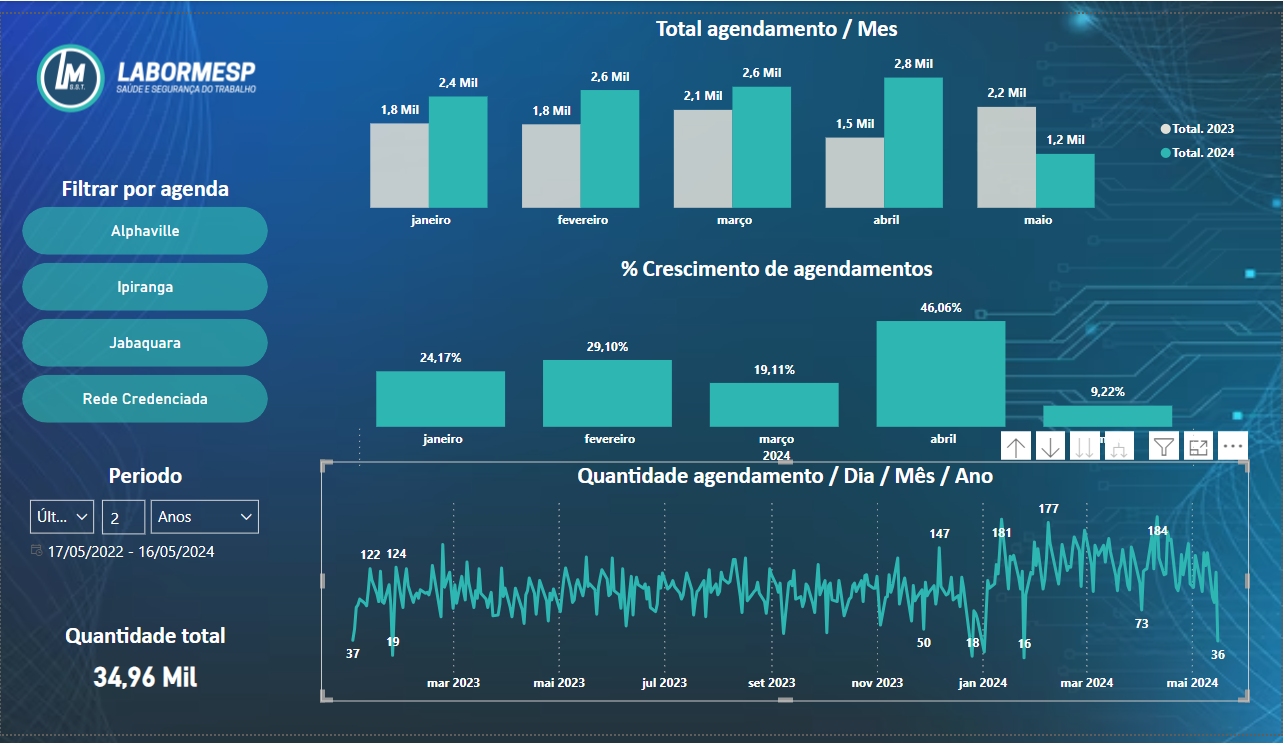 LM
S.S.T.
LABORMESP
SAÚDE E SEGURANÇA DO TRABALHO
Filtrar por agenda
Alphaville
Ipiranga
Jabaquara
Rede Credenciada
Periodo
Últ... 2 Anos
17/05/2022 - 16/05/2024
Quantidade total
34,96 Mil
Total agendamento / Mes
1,8 Mil 2,4 Mil 1,8 Mil 2,6 Mil 2,1 Mil 2,6 Mil 1,5 Mil 2,8 Mil 2,2 Mil 1,2 Mil
janeiro fevereiro março abril maio
Total. 2023
Total. 2024
% Crescimento de agendamentos
24,17% 29,10% 19,11% 46,06% 9,22%
janeiro fevereiro março abril
2024
Quantidade agendamento / Dia / Mês / Ano
37 122 19 124 50 147 18 181 16 177 73 184 36
mar 2023 mai 2023 jul 2023 set 2023 nov 2023 jan 2024 mar 2024 mai 2024